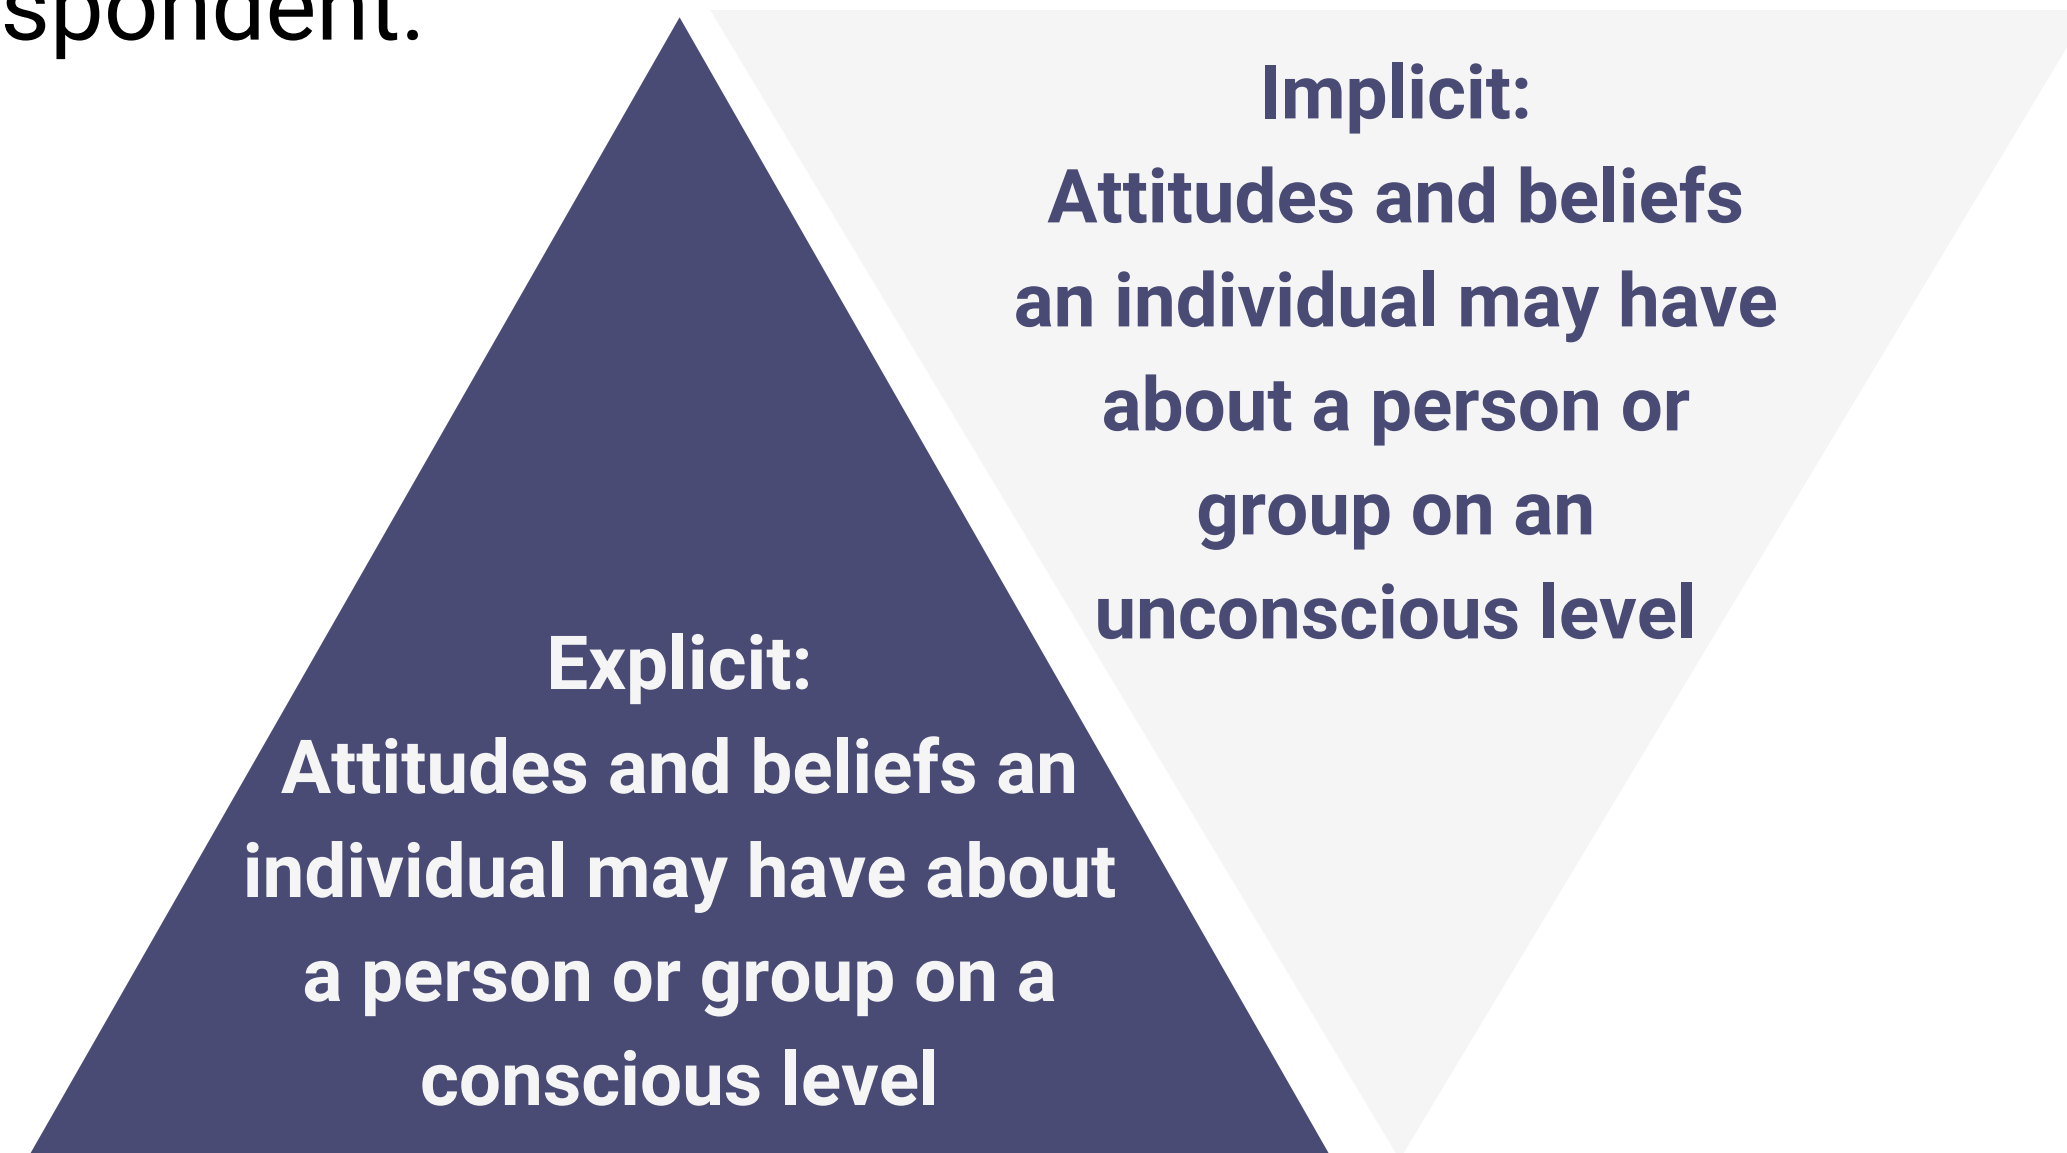 spondent.
Implicit:
Attitudes and beliefs
an individual may have
about a person or
group on an
unconscious level
Explicit:
Attitudes and beliefs an
individual may have about
a person or group on a
conscious level